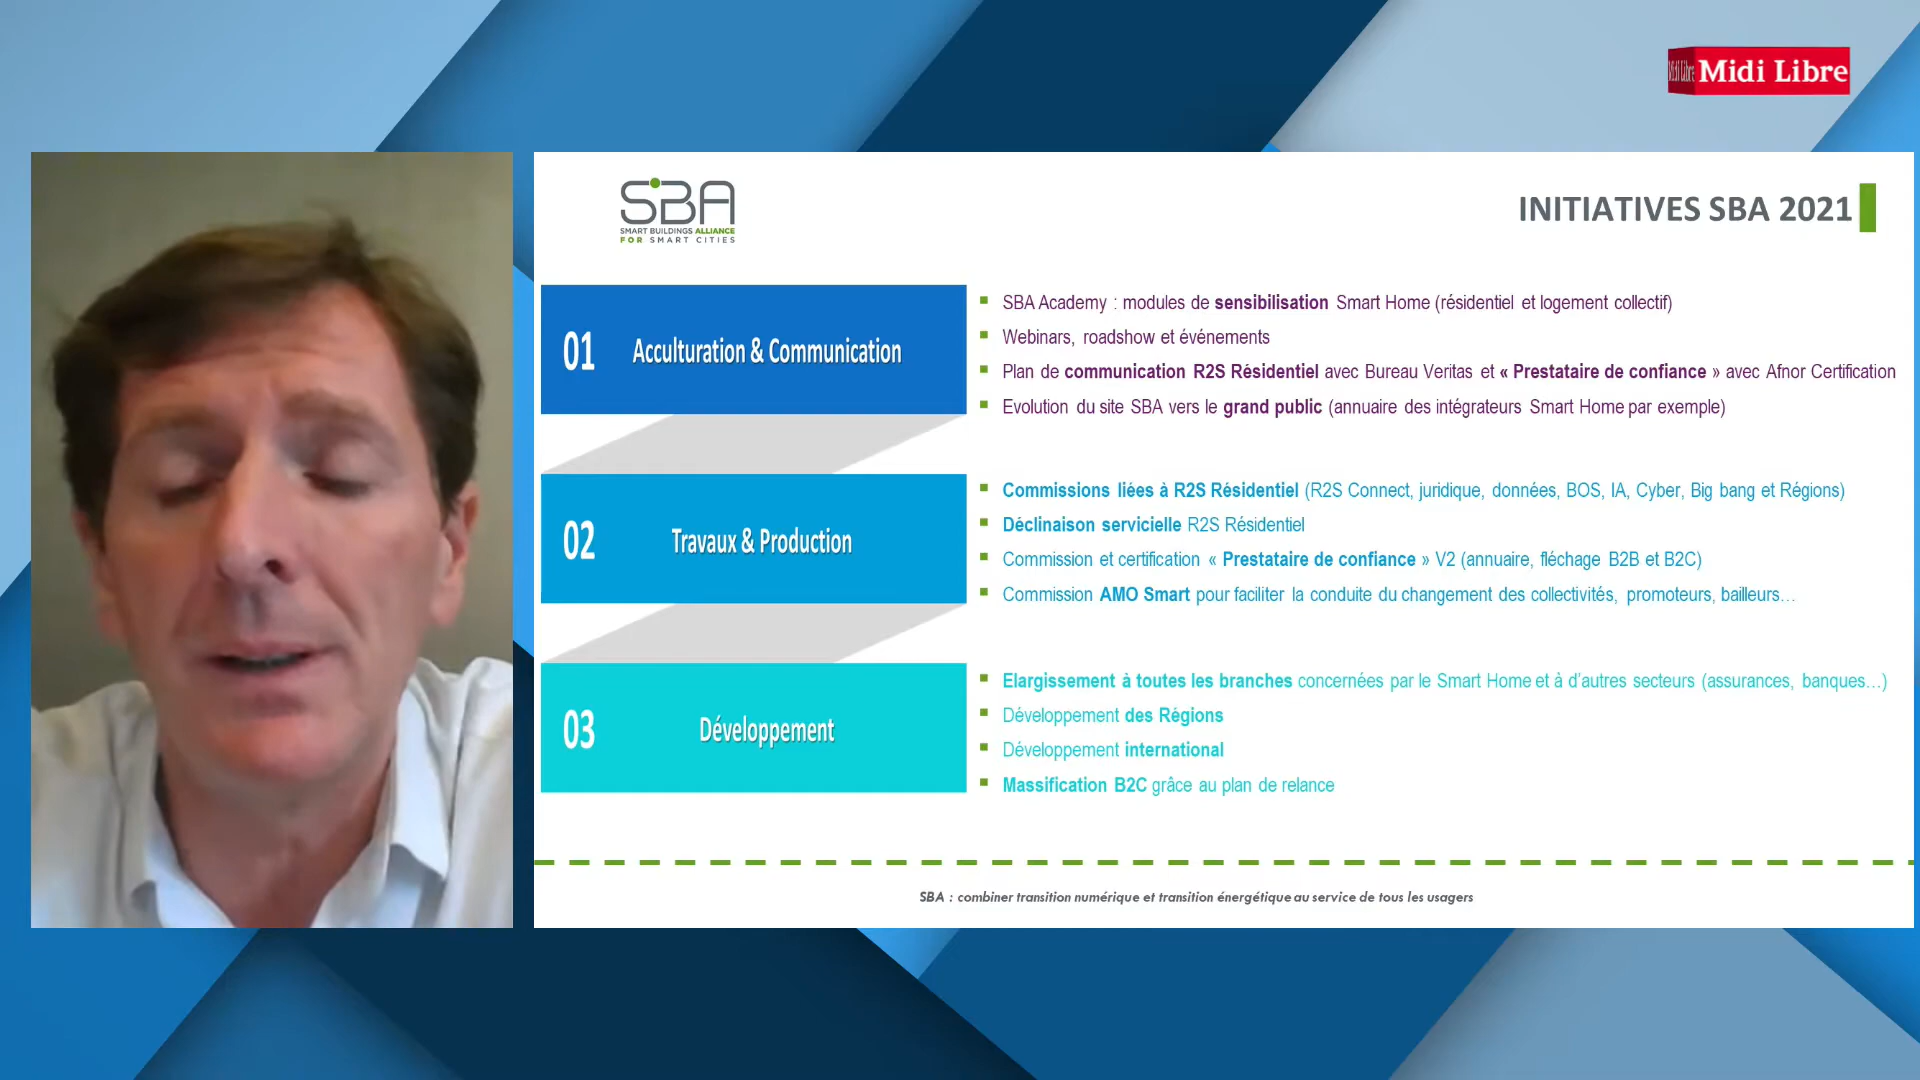 Midi Libre
Midi Libre
SBA
SMART BUILDINGS ALLIANCE
FOR SMART CITIES
INITIATIVES SBA 2021
01 Acculturation & Communication
SBA Academy : modules de sensibilisation Smart Home (résidentiel et logement collectif)
Webinars, roadshow et événements
Plan de communication R2S Résidentiel avec Bureau Veritas et « Prestataire de confiance » avec Afnor Certification
Evolution du site SBA vers le grand public (annuaire des intégrateurs Smart Home par exemple)
02 Travaux & Production
Commissions liées à R2S Résidentiel (R2S Connect, juridique, données, BOS, IA, Cyber, Big bang et Régions)
Déclinaison servicielle R2S Résidentiel
Commission et certification « Prestataire de confiance » V2 (annuaire, fléchage B2B et B2C)
Commission AMO Smart pour faciliter la conduite du changement des collectivités, promoteurs, bailleurs…
03 Développement
Elargissement à toutes les branches concernées par le Smart Home et à d'autres secteurs (assurances, banques…)
Développement des Régions
Développement international
Massification B2C grâce au plan de relance
SBA : combiner transition numérique et transition énergétique au service de tous les usagers